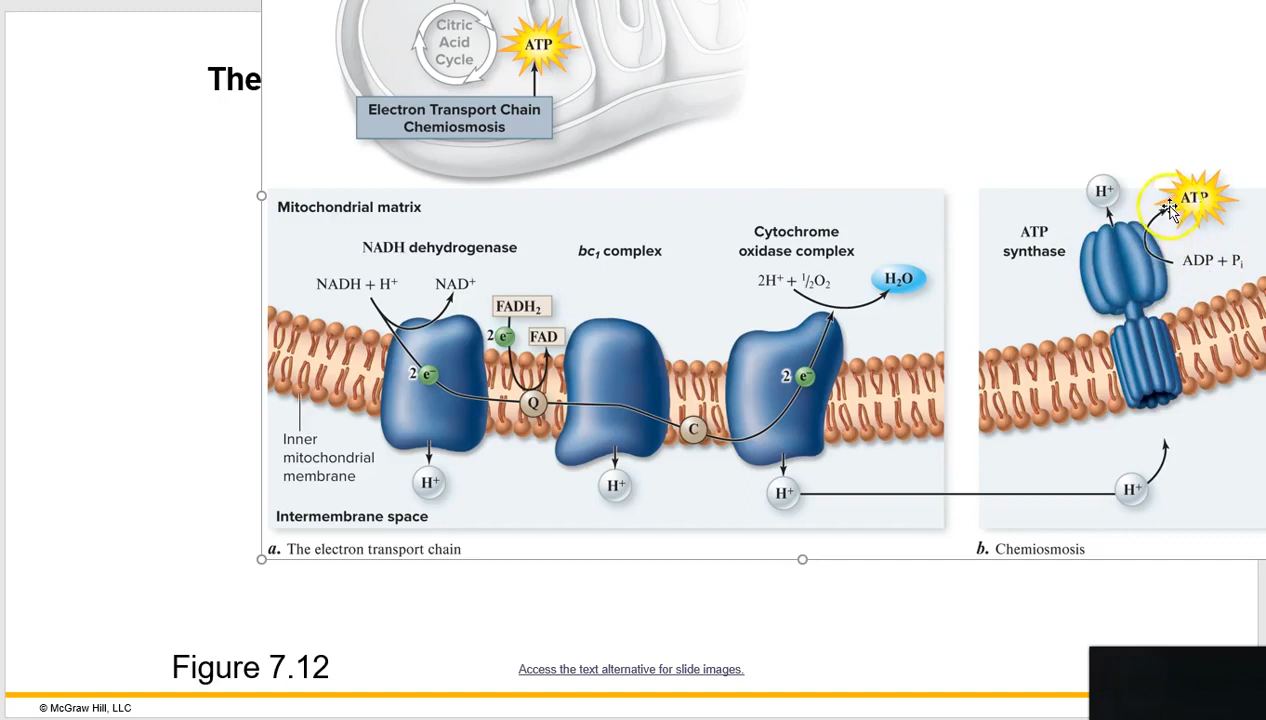 The
Citric
Acid
Cycle
ATP
Electron Transport Chain
Chemiosmosis
Mitochondrial matrix
NADH dehydrogenase
bc₁ complex
Cytochrome
oxidase complex
NADH + H⁺
NAD⁺
FADH₂
2 e⁻
FAD
2H⁺ + ½O₂
H₂O
2 e⁻
Q
2 e⁻
C
Inner
mitochondrial
membrane
H⁺
H⁺
H⁺
Intermembrane space
a. The electron transport chain
H⁺
ATP
ATP
synthase
ADP + Pᵢ
H⁺
b. Chemiosmosis
Figure 7.12
Access the text alternative for slide images.
© McGraw Hill, LLC